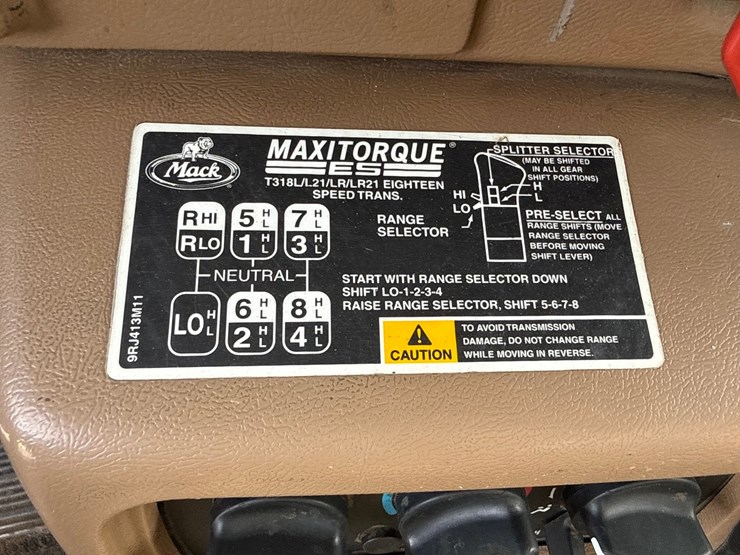 Mack
MAXITORQUE®
ES
T318L/L21/LR/LR21 EIGHTEEN
SPEED TRANS.
R HI
R LO
5 H L
1 H L
7 H L
3 H L
NEUTRAL
LO H L
6 H L
2 H L
8 H L
4 H L
9RJ413M11
RANGE
SELECTOR
HI
LO
SPLITTER SELECTOR
(MAY BE SHIFTED
IN ALL GEAR
SHIFT POSITIONS)
H
L
PRE-SELECT ALL
RANGE SHIFTS (MOVE
RANGE SELECTOR
BEFORE MOVING
SHIFT LEVER)
START WITH RANGE SELECTOR DOWN
SHIFT LO-1-2-3-4
RAISE RANGE SELECTOR, SHIFT 5-6-7-8
CAUTION
TO AVOID TRANSMISSION
DAMAGE, DO NOT CHANGE RANGE
WHILE MOVING IN REVERSE.